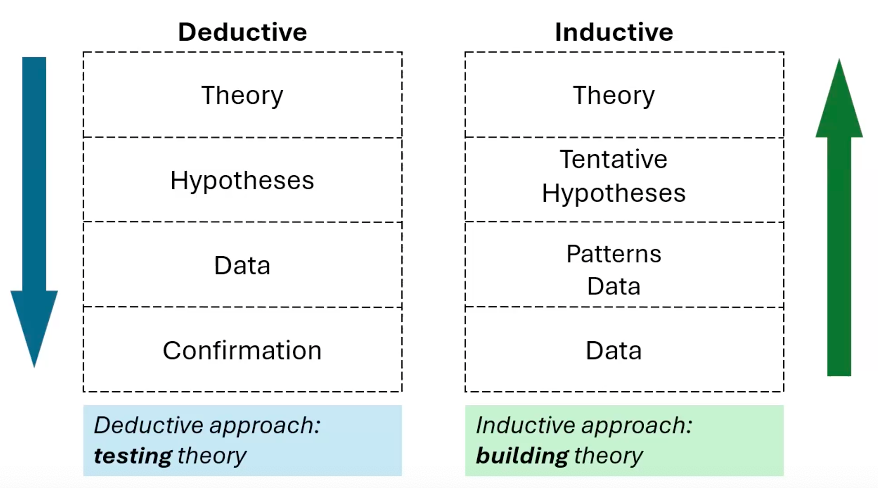 Deductive
Theory
Hypotheses
Data
Confirmation
Deductive approach:
testing theory
Inductive
Theory
Tentative
Hypotheses
Patterns
Data
Data
Inductive approach:
building theory